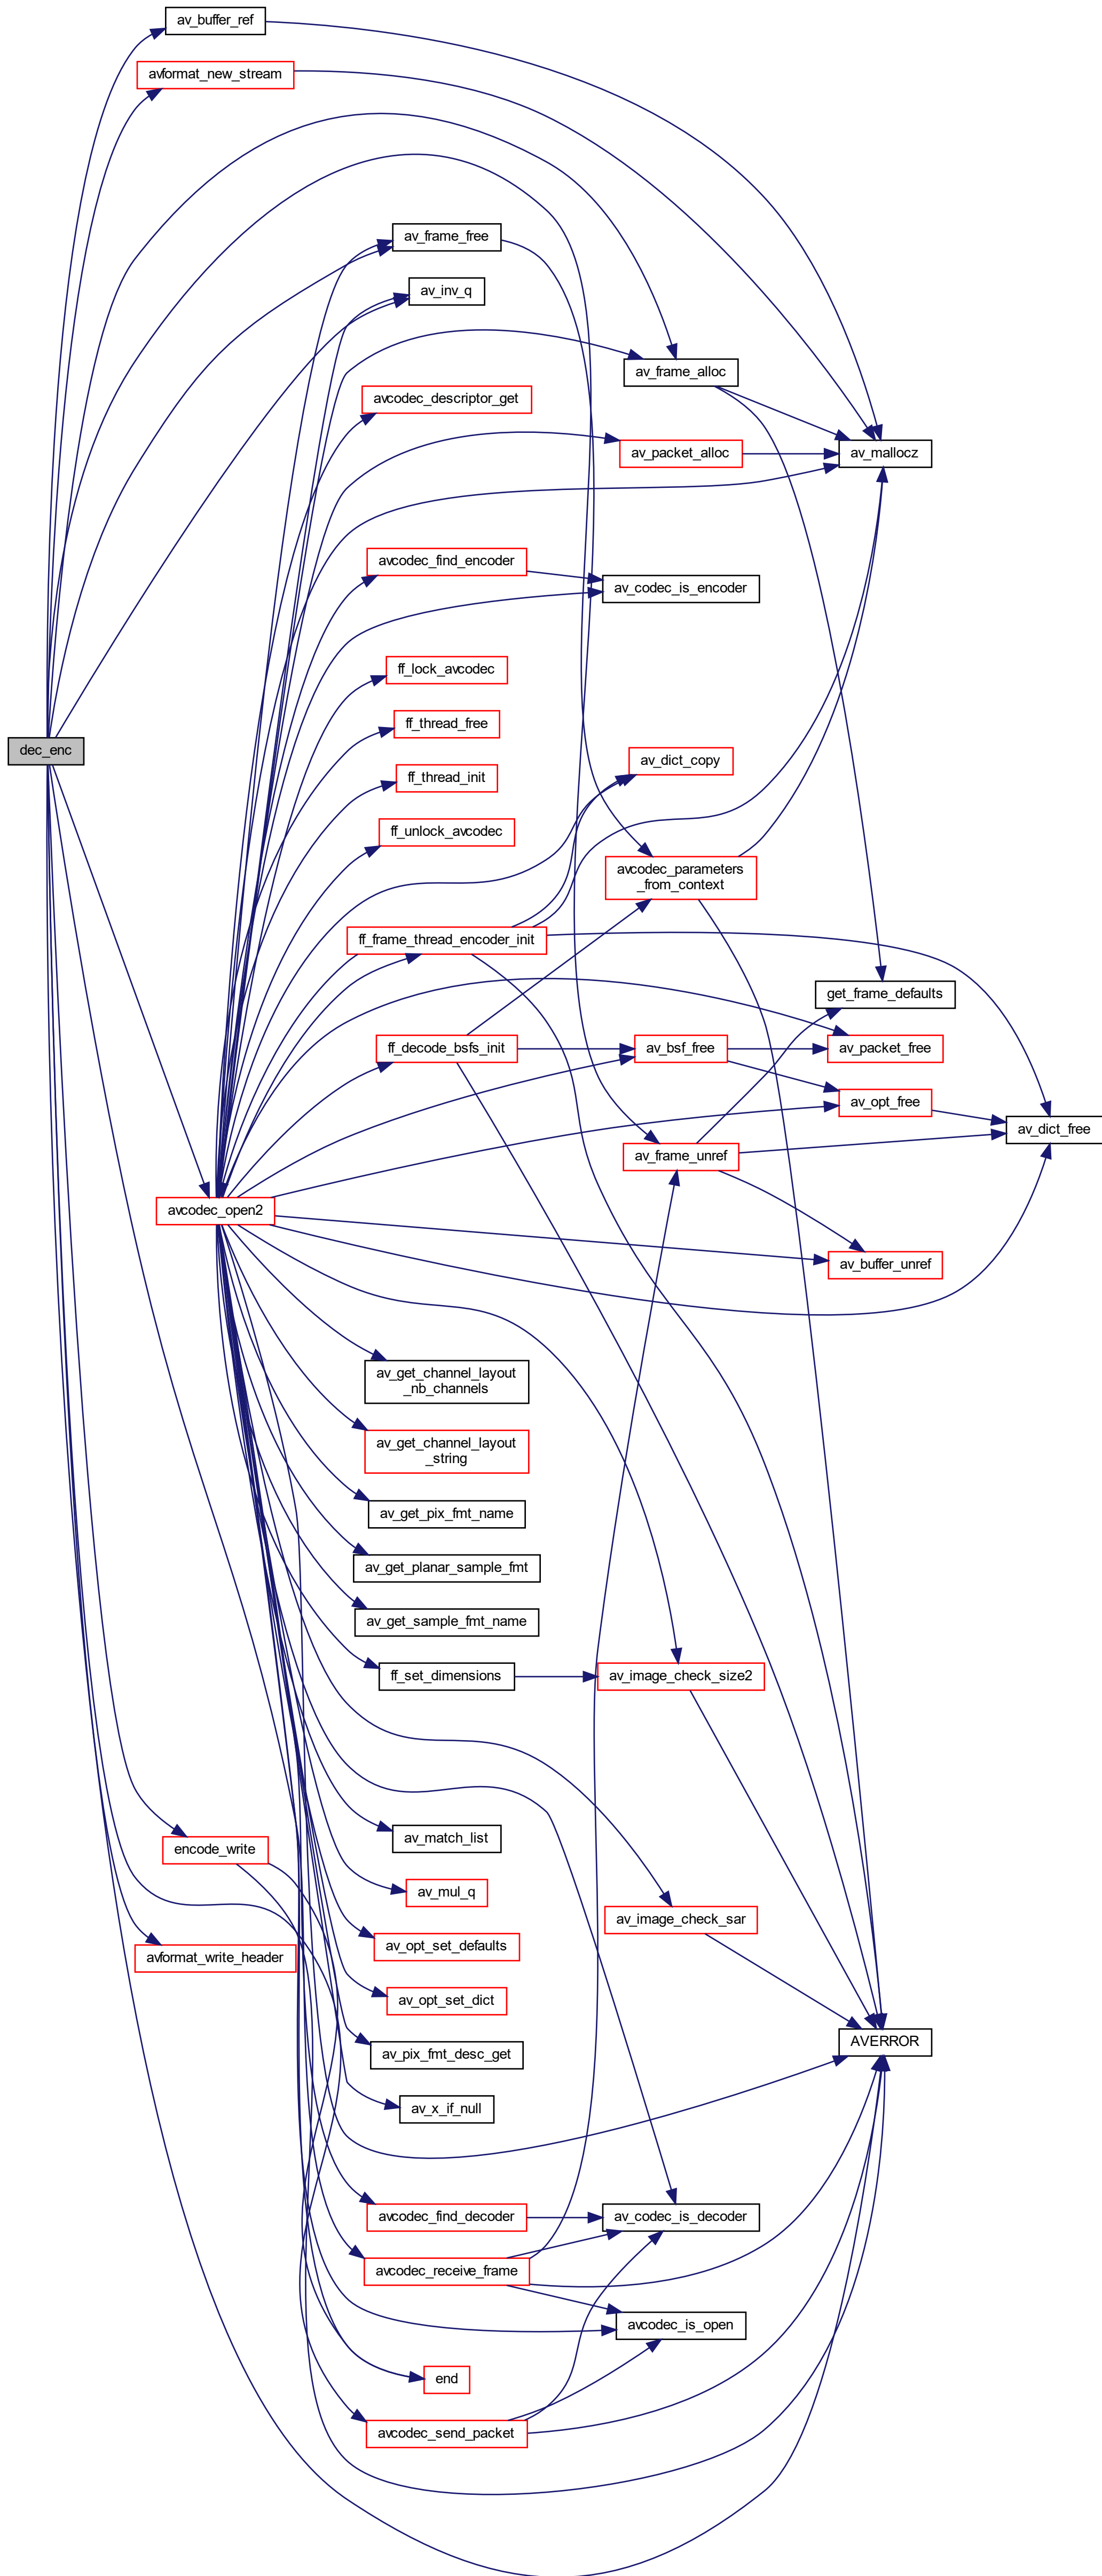 av_buffer_ref
avformat_new_stream
av_frame_free
av_inv_q
av_frame_alloc
avcodec_descriptor_get
av_packet_alloc
av_mallocz
avcodec_find_encoder
av_codec_is_encoder
ff_lock_avcodec
ff_thread_free
dec_enc
av_dict_copy
ff_thread_init
ff_unlock_avcodec
avcodec_parameters
_from_context
ff_frame_thread_encoder_init
get_frame_defaults
ff_decode_bsfs_init
av_bsf_free
av_packet_free
av_opt_free
av_dict_free
av_frame_unref
avcodec_open2
av_buffer_unref
av_get_channel_layout
_nb_channels
av_get_channel_layout
_string
av_get_pix_fmt_name
av_get_planar_sample_fmt
av_get_sample_fmt_name
ff_set_dimensions
av_image_check_size2
av_match_list
encode_write
av_mul_q
av_image_check_sar
av_opt_set_defaults
avformat_write_header
av_opt_set_dict
AVERROR
av_pix_fmt_desc_get
av_x_if_null
avcodec_find_decoder
av_codec_is_decoder
avcodec_receive_frame
avcodec_is_open
end
avcodec_send_packet